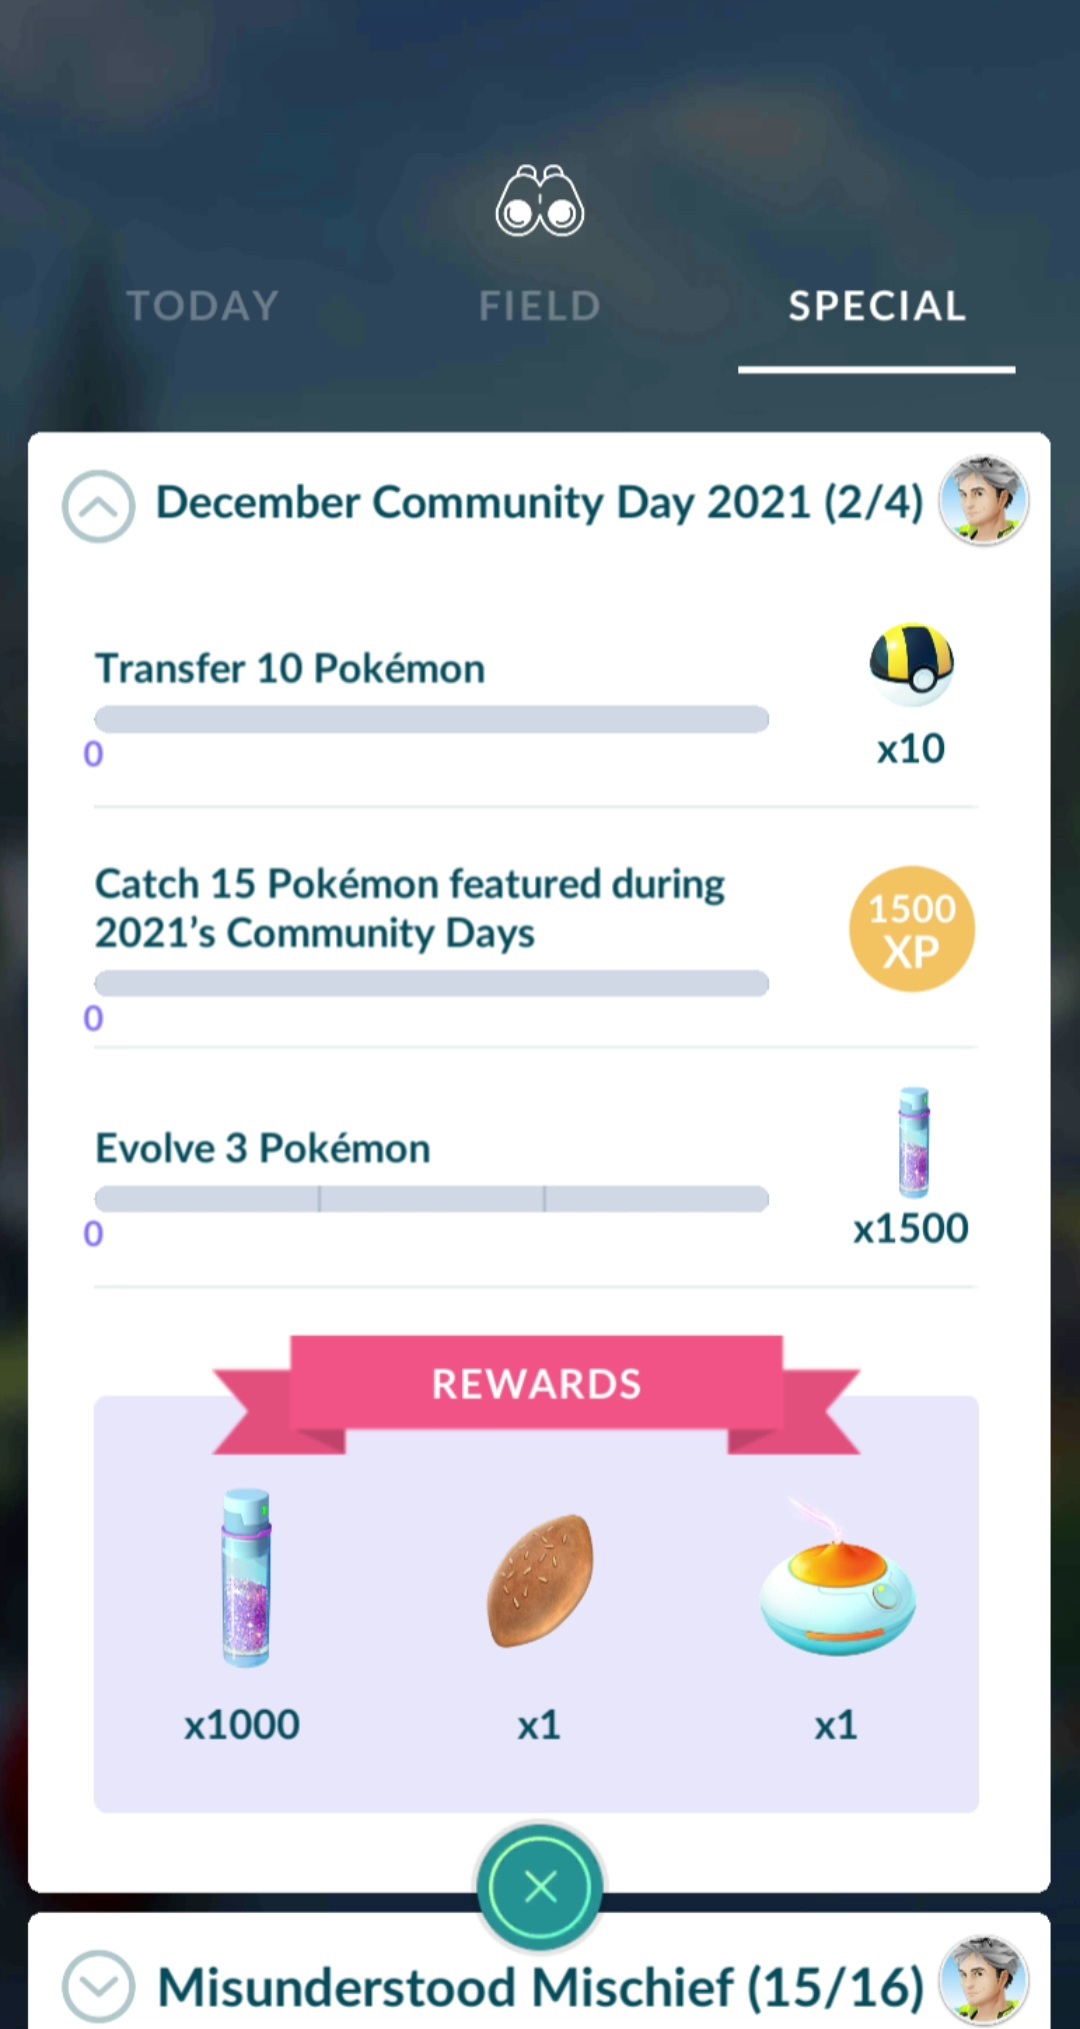 TODAY
FIELD
SPECIAL
December Community Day 2021 (2/4)
Transfer 10 Pokémon
0
x10
Catch 15 Pokémon featured during
2021’s Community Days
0
1500
XP
Evolve 3 Pokémon
0
x1500
REWARDS
x1000
x1
x1
Misunderstood Mischief (15/16)